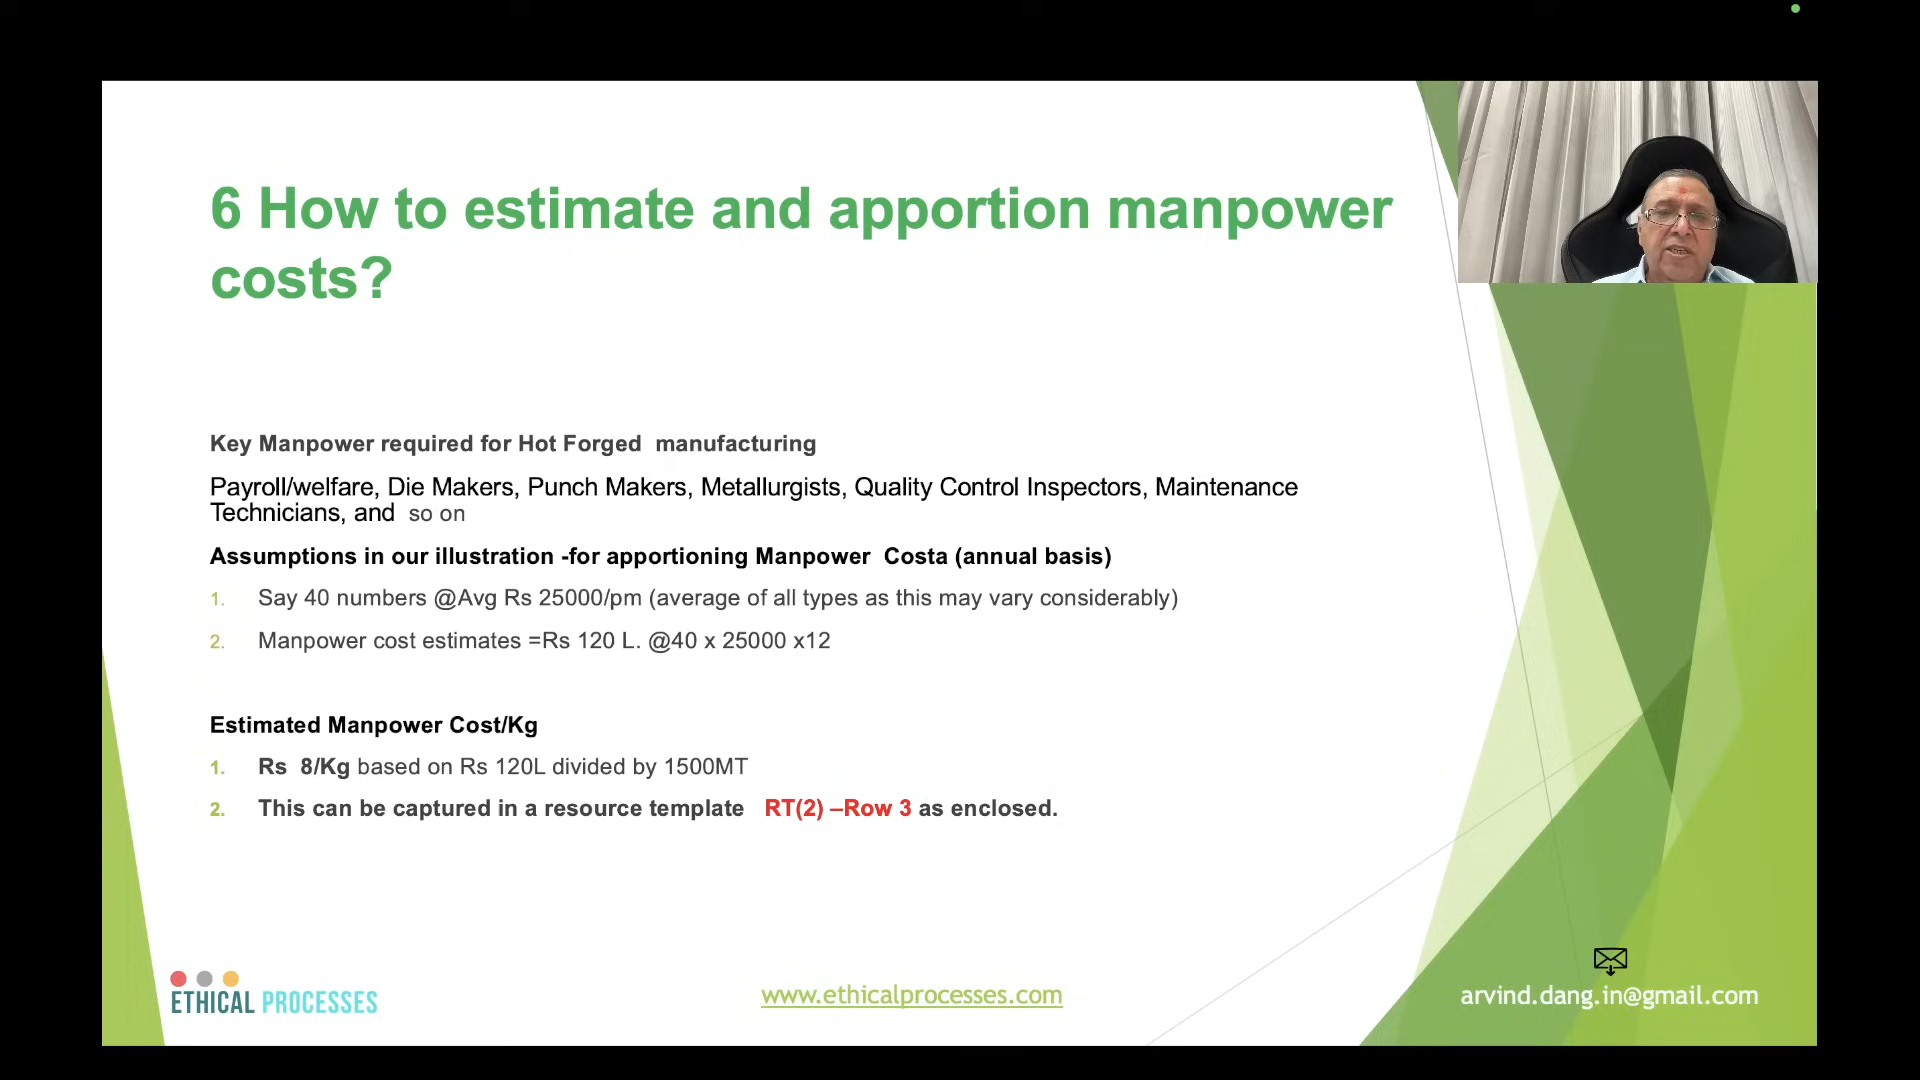 6 How to estimate and apportion manpower
costs?
Key Manpower required for Hot Forged  manufacturing
Payroll/welfare, Die Makers, Punch Makers, Metallurgists, Quality Control Inspectors, Maintenance
Technicians, and  so on
Assumptions in our illustration -for apportioning Manpower  Costa (annual basis)
1. Say 40 numbers @Avg Rs 25000/pm (average of all types as this may vary considerably)
2. Manpower cost estimates =Rs 120 L. @40 x 25000 x12
Estimated Manpower Cost/Kg
1. Rs  8/Kg based on Rs 120L divided by 1500MT
2. This can be captured in a resource template   RT(2) –Row 3 as enclosed.
ETHICAL PROCESSES
www.ethicalprocesses.com
arvind.dang.in@gmail.com